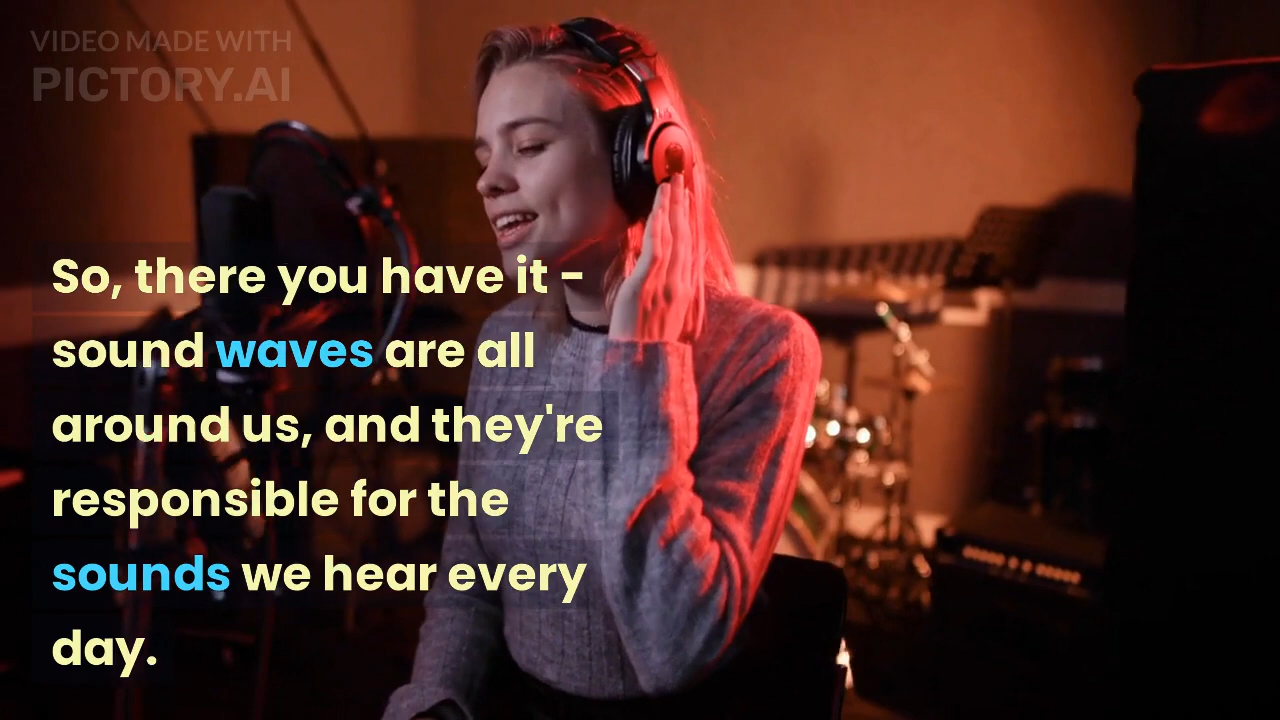 VIDEO MADE WITH
PICTORY.AI
So, there you have it -
sound waves are all
around us, and they're
responsible for the
sounds we hear every
day.